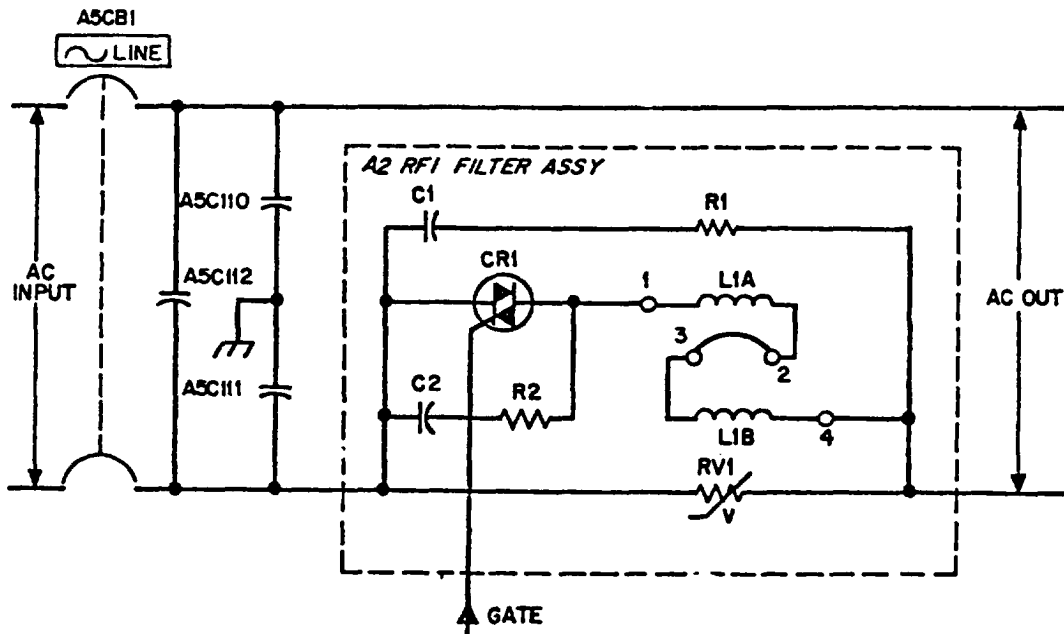 A5CB1
LINE
A5C110
A5C112
A5C111
AC
INPUT
A2 RFI FILTER ASSY
C1
R1
CR1
1
L1A
3
2
C2
R2
L1B
4
RV1
V
AC OUT
GATE